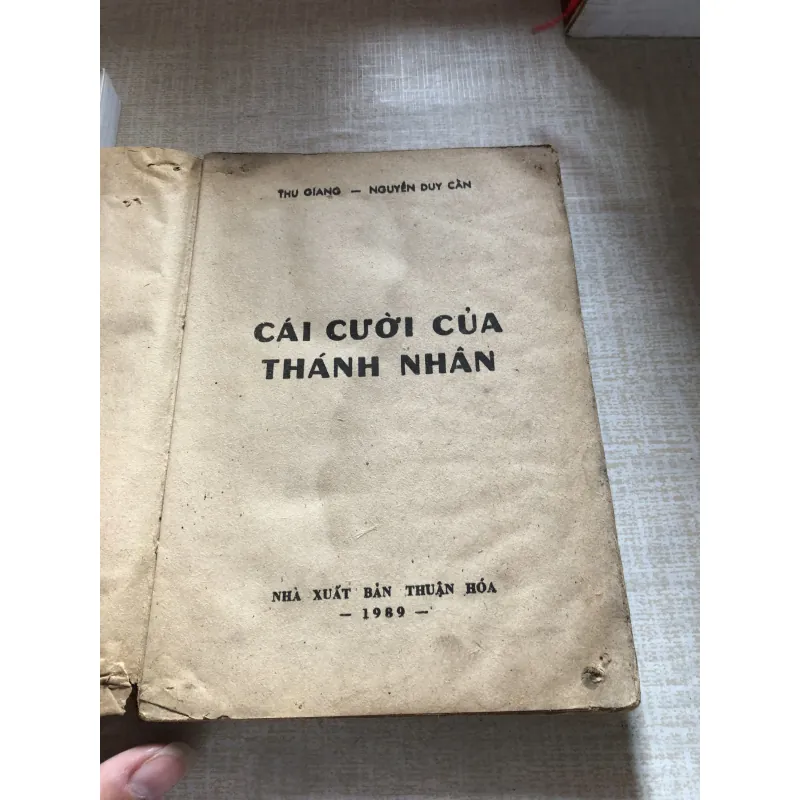 THU GIANG — NGUYỄN DUY CẦN
CÁI CƯỜI CỦA
THÁNH NHÂN
NHÀ XUẤT BẢN THUẬN HÓA
— 1989 —